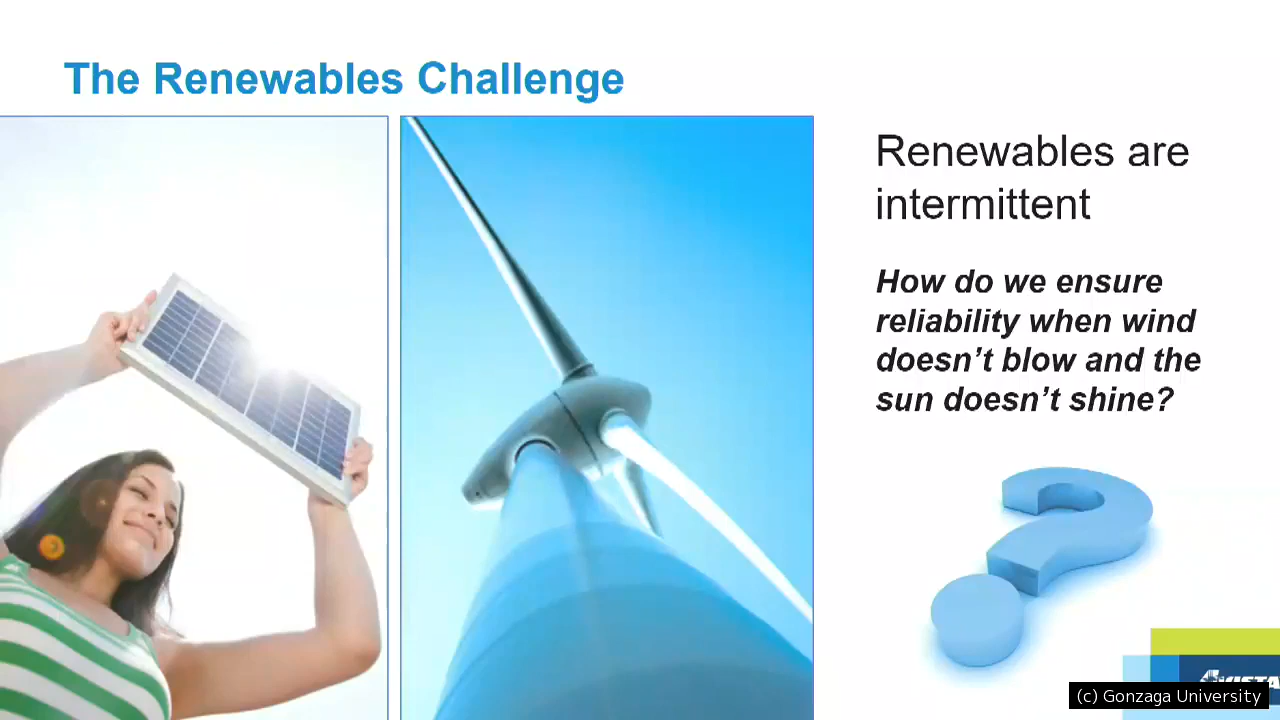 The Renewables Challenge
Renewables are
intermittent
How do we ensure
reliability when wind
doesn’t blow and the
sun doesn’t shine?
(c) Gonzaga University